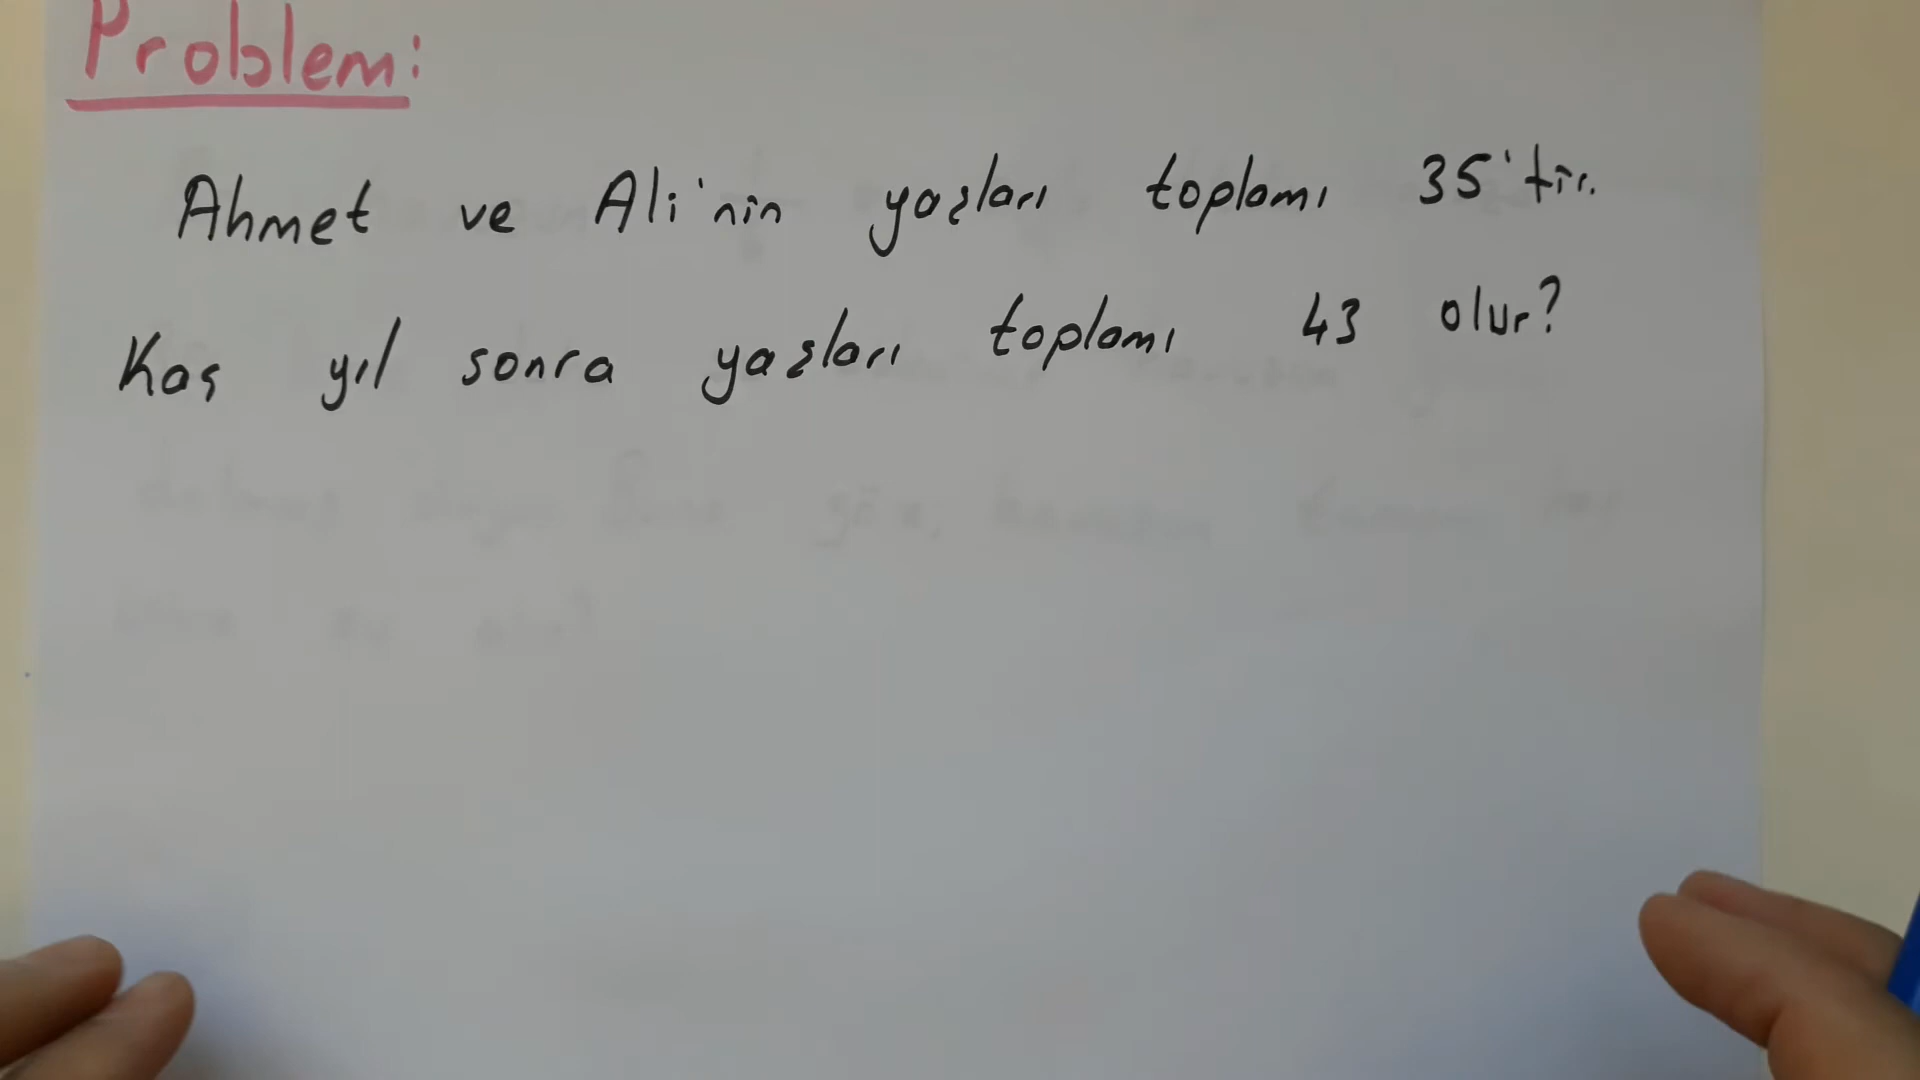 Problem:
Ahmet ve Ali'nin yaşları toplamı 35'tir.
Kaç yıl sonra yaşları toplamı 43 olur?